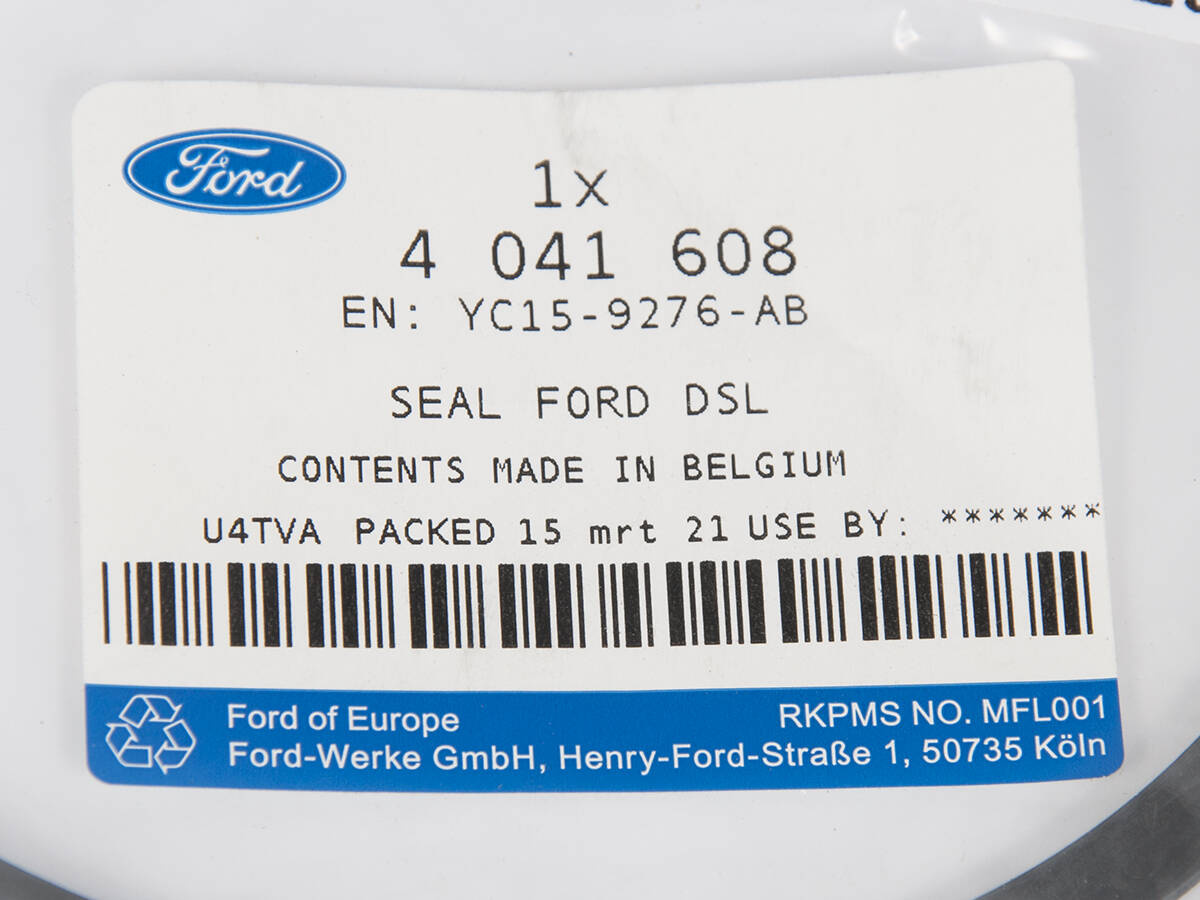 Ford
1x
4 041 608
EN: YC15-9276-AB
SEAL FORD DSL
CONTENTS MADE IN BELGIUM
U4TVA PACKED 15 mrt 21 USE BY: *******
Ford of Europe
RKPMS NO. MFL001
Ford-Werke GmbH, Henry-Ford-Straße 1, 50735 Köln